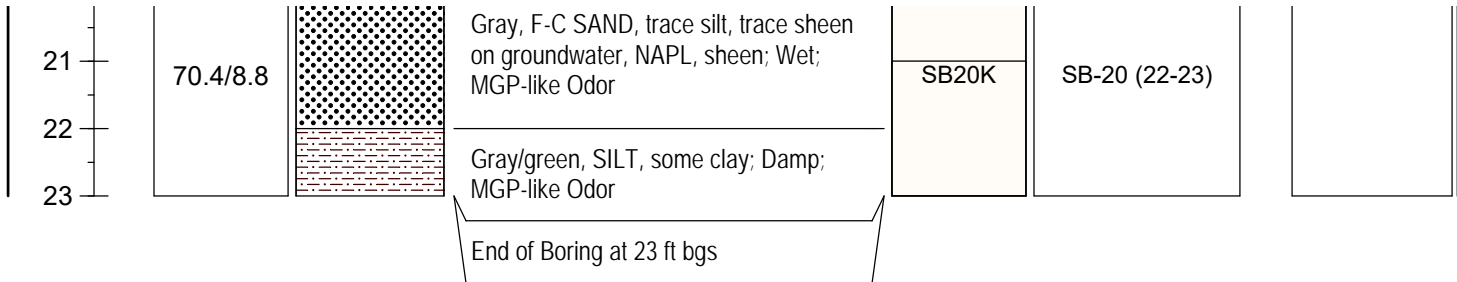 Gray, F-C SAND, trace silt, trace sheen
on groundwater, NAPL, sheen; Wet;
MGP-like Odor
21
70.4/8.8
SB20K
SB-20 (22-23)
22
Gray/green, SILT, some clay; Damp;
MGP-like Odor
23
End of Boring at 23 ft bgs